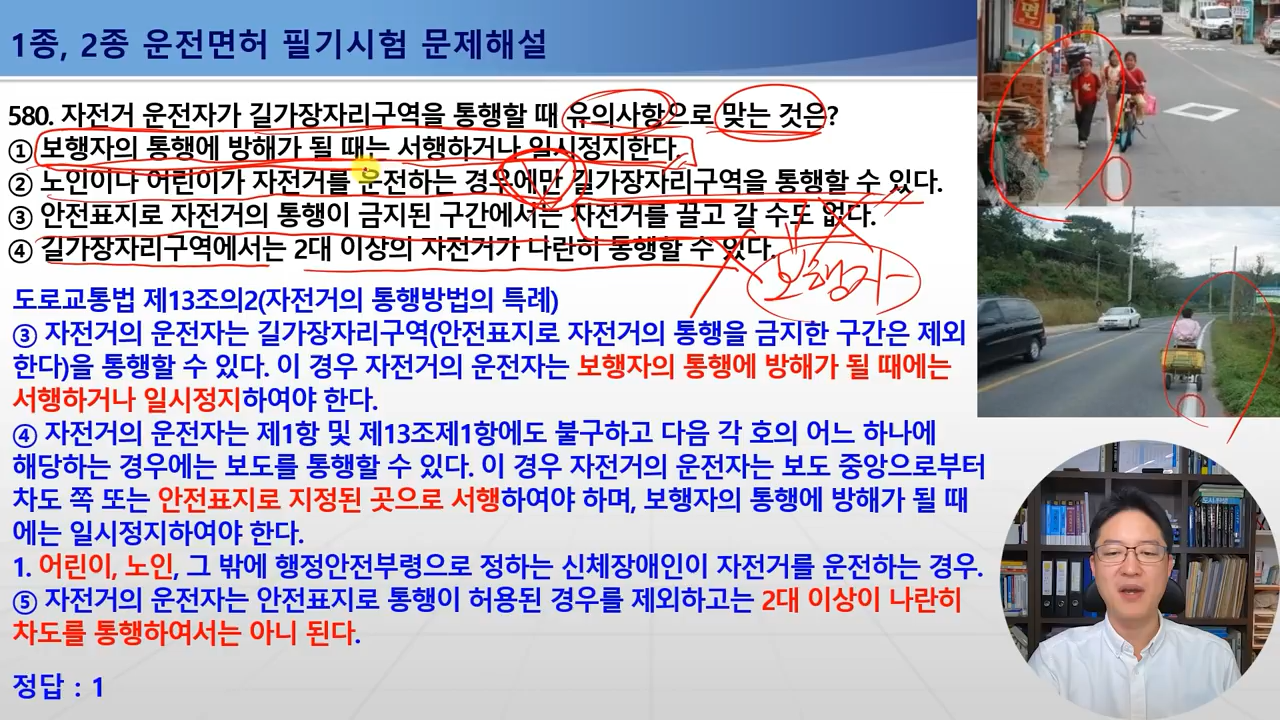 1종, 2종 운전면허 필기시험 문제해설
580. 자전거 운전자가 길가장자리구역을 통행할 때 유의사항으로 맞는 것은?
① 보행자의 통행에 방해가 될 때는 서행하거나 일시정지한다.
② 노인이나 어린이가 자전거를 운전하는 경우에만 길가장자리구역을 통행할 수 있다.
③ 안전표지로 자전거의 통행이 금지된 구간에서는 자전거를 끌고 갈 수도 없다.
④ 길가장자리구역에서는 2대 이상의 자전거가 나란히 통행할 수 있다.
보행자
도로교통법 제13조의2(자전거의 통행방법의 특례)
③ 자전거의 운전자는 길가장자리구역(안전표지로 자전거의 통행을 금지한 구간은 제외
한다)을 통행할 수 있다. 이 경우 자전거의 운전자는 보행자의 통행에 방해가 될 때에는
서행하거나 일시정지하여야 한다.
④ 자전거의 운전자는 제1항 및 제13조제1항에도 불구하고 다음 각 호의 어느 하나에
해당하는 경우에는 보도를 통행할 수 있다. 이 경우 자전거의 운전자는 보도 중앙으로부터
차도 쪽 또는 안전표지로 지정된 곳으로 서행하여야 하며, 보행자의 통행에 방해가 될 때
에는 일시정지하여야 한다.
1. 어린이, 노인, 그 밖에 행정안전부령으로 정하는 신체장애인이 자전거를 운전하는 경우.
⑤ 자전거의 운전자는 안전표지로 통행이 허용된 경우를 제외하고는 2대 이상이 나란히
차도를 통행하여서는 아니 된다.
정답 : 1